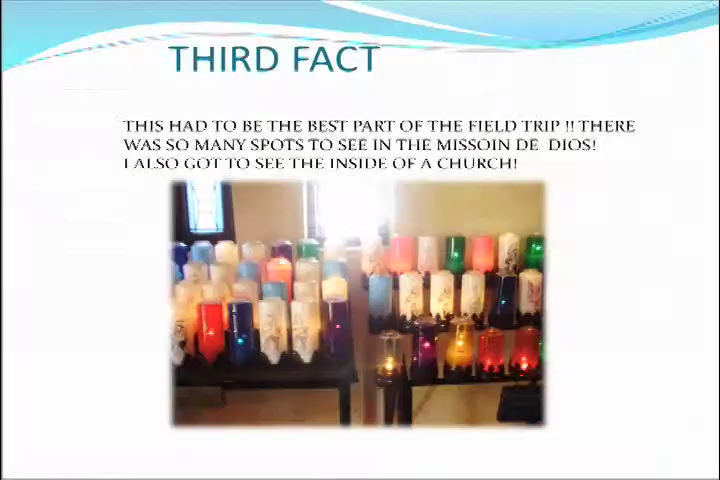 THIRD FACT
THIS HAD TO BE THE BEST PART OF THE FIELD TRIP !! THERE
WAS SO MANY SPOTS TO SEE IN THE MISSOIN DE DIOS!
I ALSO GOT TO SEE THE INSIDE OF A CHURCH!